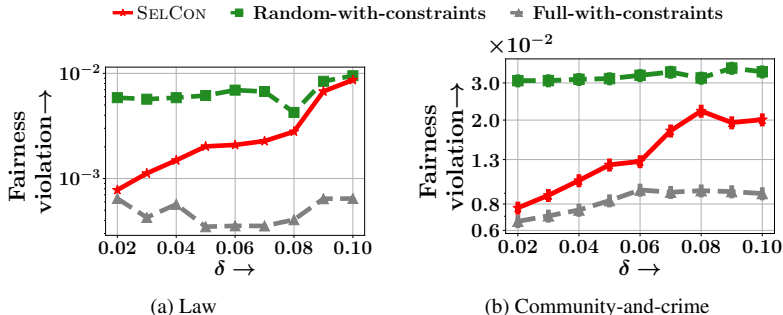 SELCON Random-with-constraints Full-with-constraints
×10⁻²
10⁻²
10⁻³
Fairness
violation→
0.02 0.04 0.06 0.08 0.10
δ →
(a) Law
3.0
2.0
1.3
0.8
0.6
Fairness
violation→
0.02 0.04 0.06 0.08 0.10
δ →
(b) Community-and-crime